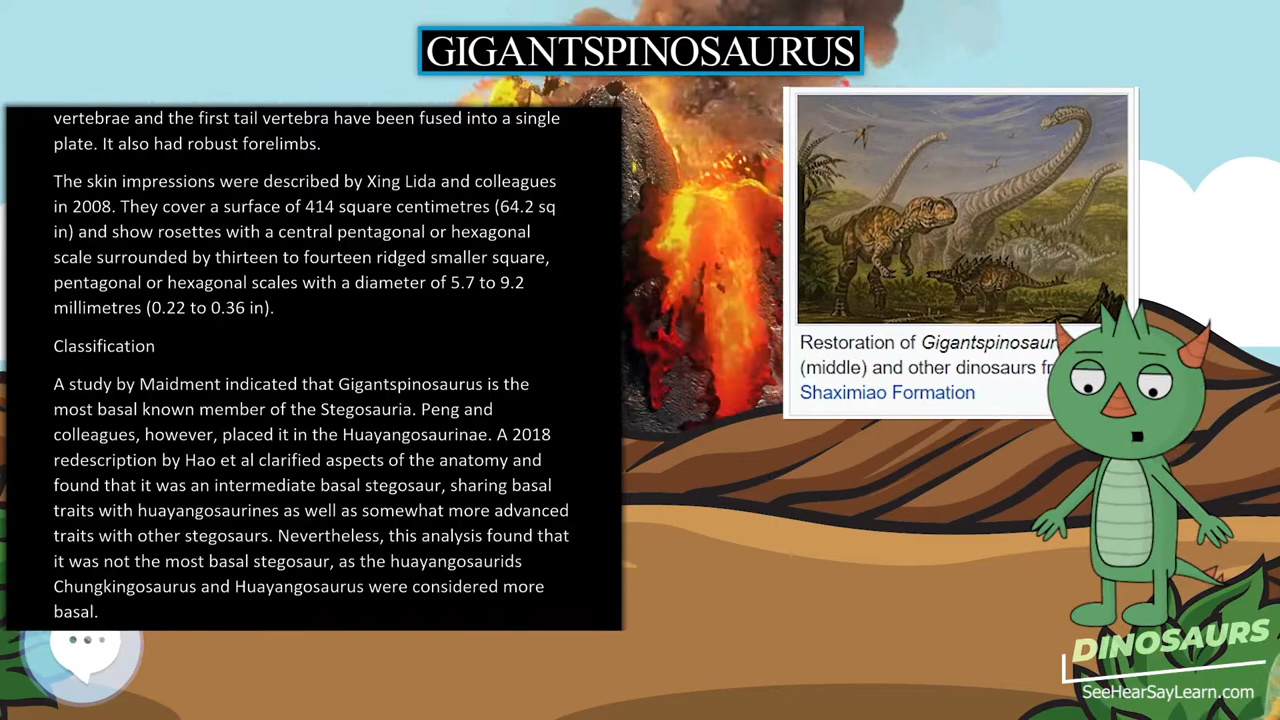 GIGANTSPINOSAURUS
vertebrae and the first tail vertebra have been fused into a single
plate. It also had robust forelimbs.
The skin impressions were described by Xing Lida and colleagues
in 2008. They cover a surface of 414 square centimetres (64.2 sq
in) and show rosettes with a central pentagonal or hexagonal
scale surrounded by thirteen to fourteen ridged smaller square,
pentagonal or hexagonal scales with a diameter of 5.7 to 9.2
millimetres (0.22 to 0.36 in).
Classification
A study by Maidment indicated that Gigantspinosaurus is the
most basal known member of the Stegosauria. Peng and
colleagues, however, placed it in the Huayangosaurinae. A 2018
redescription by Hao et al clarified aspects of the anatomy and
found that it was an intermediate basal stegosaur, sharing basal
traits with huayangosaurines as well as somewhat more advanced
traits with other stegosaurs. Nevertheless, this analysis found that
it was not the most basal stegosaur, as the huayangosaurids
Chungkingosaurus and Huayangosaurus were considered more
basal.
Restoration of Gigantspinosaur
(middle) and other dinosaurs
Shaximiao Formation
DINOSAURS
SeeHearSayLearn.com